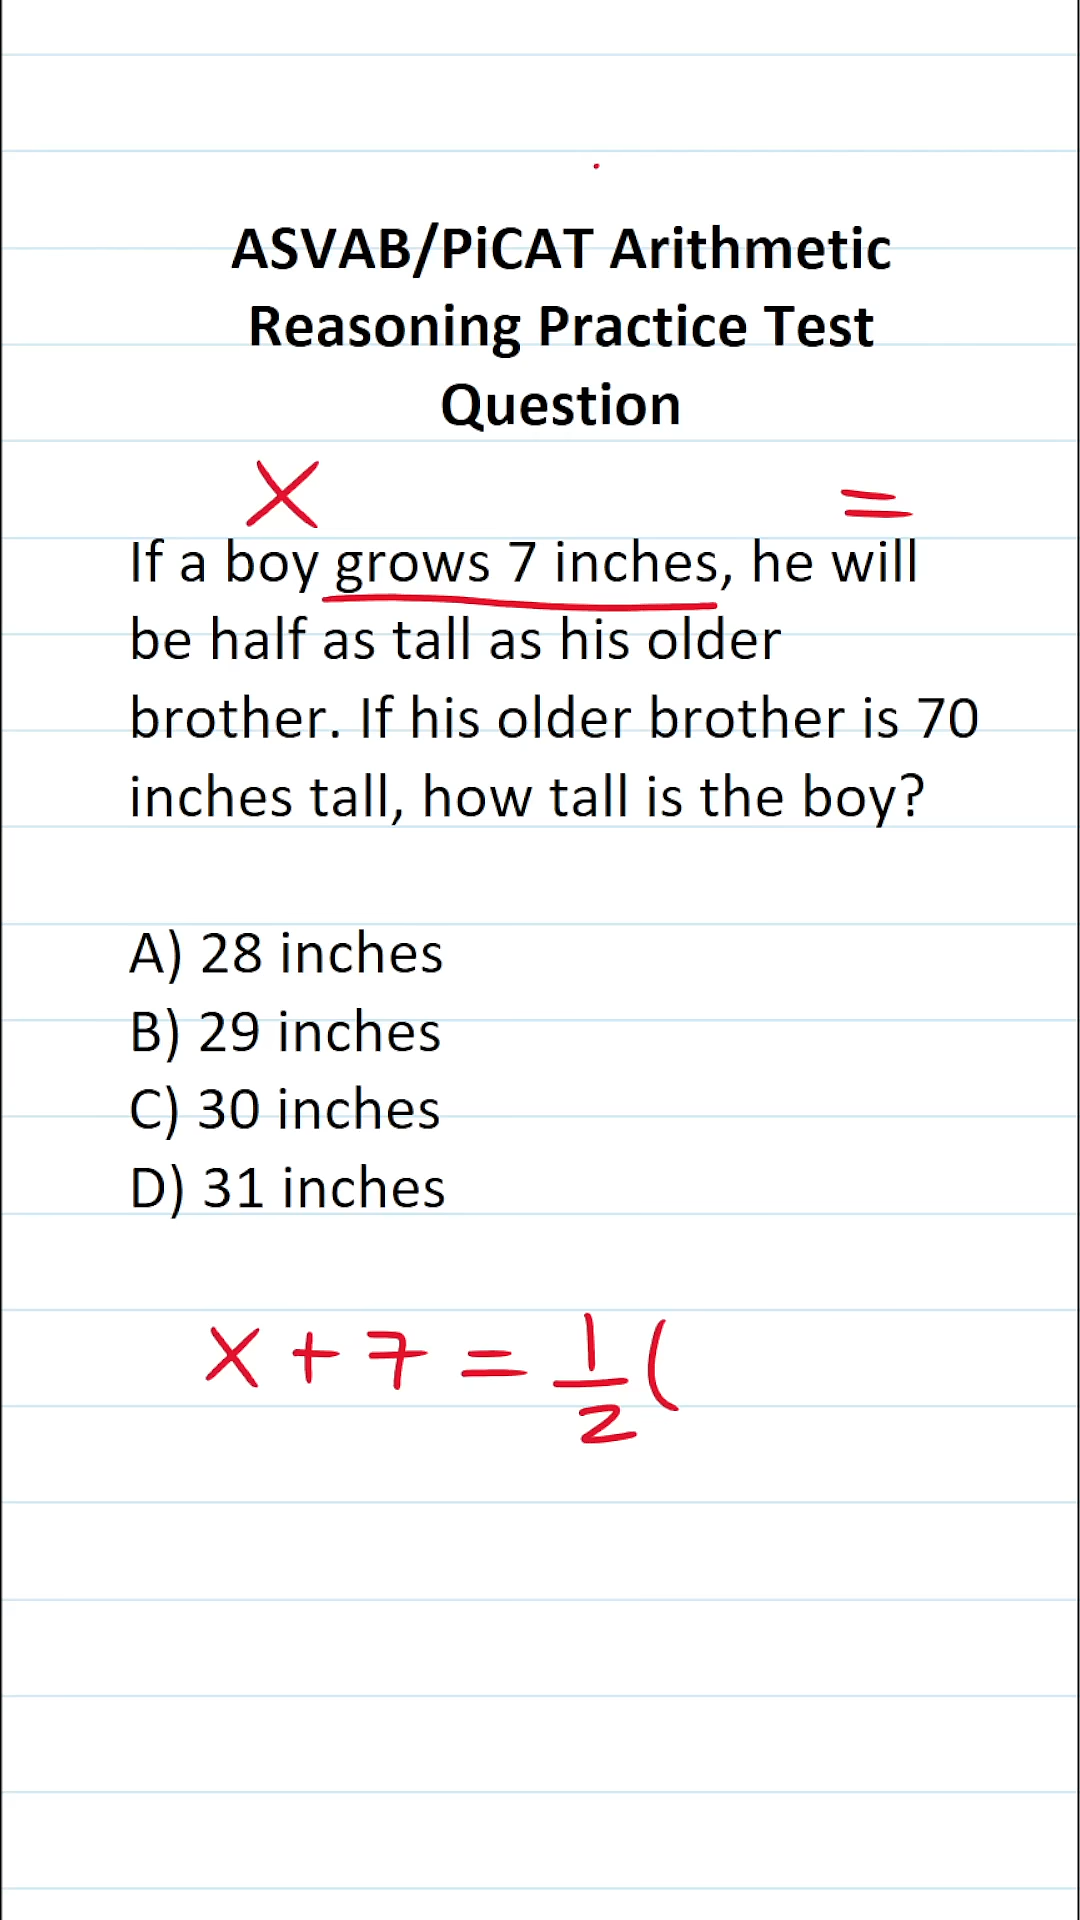 ASVAB/PiCAT Arithmetic
Reasoning Practice Test
Question
X =
If a boy grows 7 inches, he will
be half as tall as his older
brother. If his older brother is 70
inches tall, how tall is the boy?
A) 28 inches
B) 29 inches
C) 30 inches
D) 31 inches
x + 7 = 1/2 (